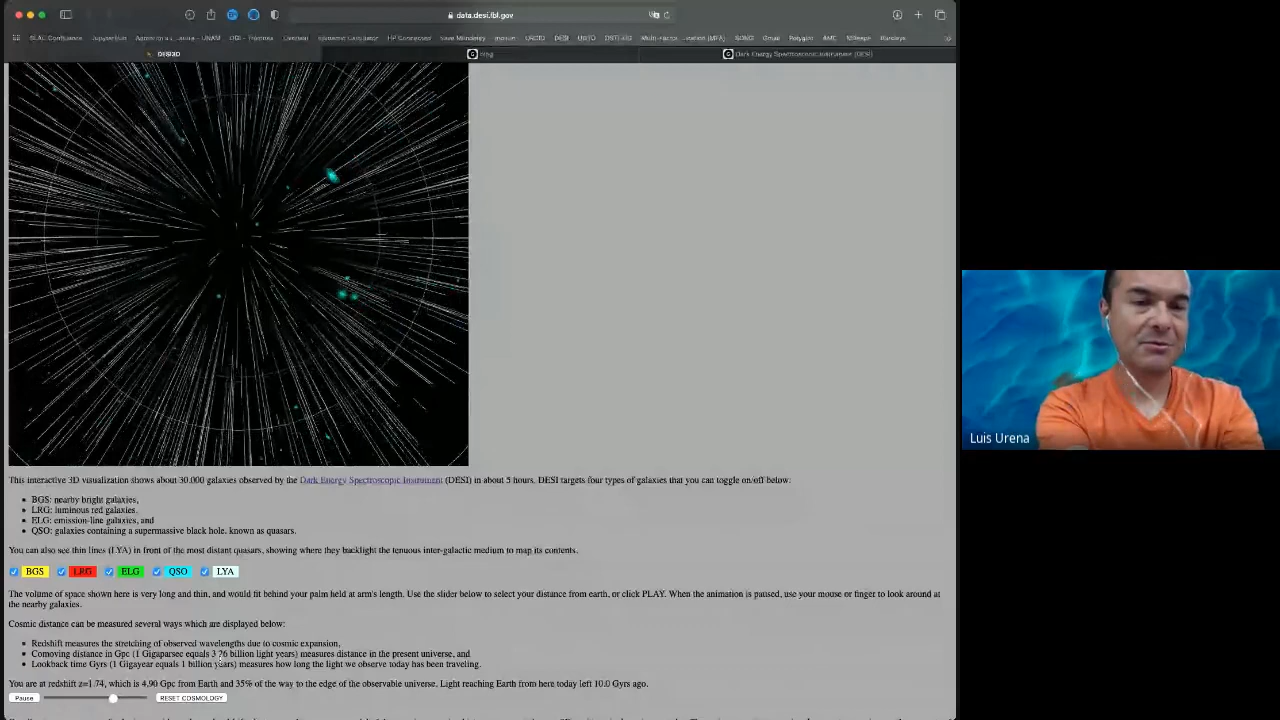 data.desi.lbl.gov
SLAC Confluence
DESI
Gmail
Polyglot
AME
DESI3D
Dark Energy Spectroscopic Instrument (DESI)
This interactive 3D visualization shows about 30,000 galaxies observed by the Dark Energy Spectroscopic Instrument (DESI) in about 5 hours. DESI targets four types of galaxies that you can toggle on/off below:
• BGS: nearby bright galaxies,
• LRG: luminous red galaxies,
• ELG: emission-line galaxies, and
• QSO: galaxies containing a supermassive black hole, known as quasars.
You can also see thin lines (LYA) in front of the most distant quasars, showing where they backlight the tenuous inter-galactic medium to map its contents.
BGS LRG ELG QSO LYA
The volume of space shown here is very long and thin, and would fit behind your palm held at arm's length. Use the slider below to select your distance from earth, or click PLAY. When the animation is paused, use your mouse or finger to look around at
the nearby galaxies.
Cosmic distance can be measured several ways which are displayed below:
• Redshift measures the stretching of observed wavelengths due to cosmic expansion,
• Comoving distance in Gpc (1 Gigaparsec equals 3.26 billion light years) measures distance in the present universe, and
• Lookback time Gyrs (1 Gigayear equals 1 billion years) measures how long the light we observe today has been traveling.
You are at redshift z=1.74, which is 4.90 Gpc from Earth and 35% of the way to the edge of the observable universe. Light reaching Earth from here today left 10.0 Gyrs ago.
Pause RESET COSMOLOGY
Luis Urena